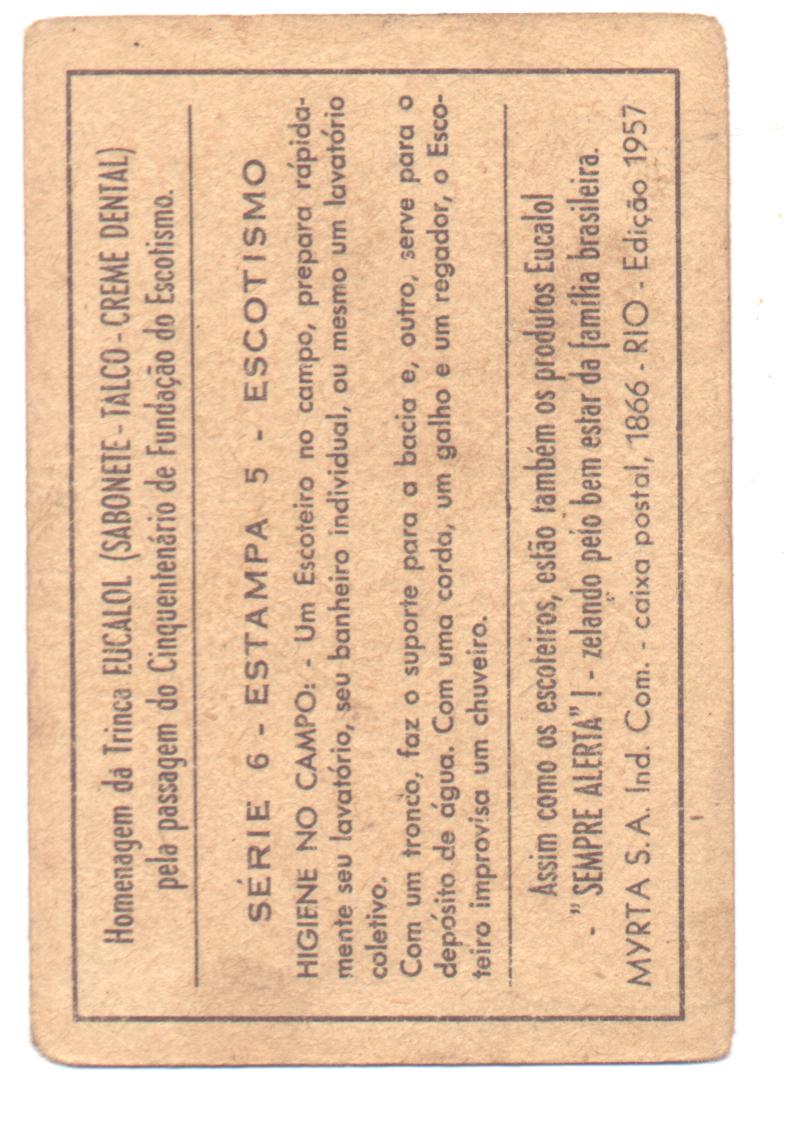 Homenagem da Trinca EUCALOL (SABONETE - TALCO - CREME DENTAL)
pela passagem do Cinquentenário de Fundação do Escotismo.
SÉRIE 6 - ESTAMPA 5 - ESCOTISMO
HIGIENE NO CAMPO: - Um Escoteiro no campo, prepara rápida-
mente seu lavatório, seu banheiro individual, ou mesmo um lavatório
coletivo.
Com um tronco, faz o suporte para a bacia e, outro, serve para o
depósito de água. Com uma corda, um galho e um regador, o Esco-
teiro improvisa um chuveiro.
Assim como os escoteiros, estão também os produtos Eucalol
- "SEMPRE ALERTA" ! - zelando pelo bem estar da família brasileira.
MYRTA S. A. Ind. Com. - caixa postal, 1866 - RIO - Edição 1957